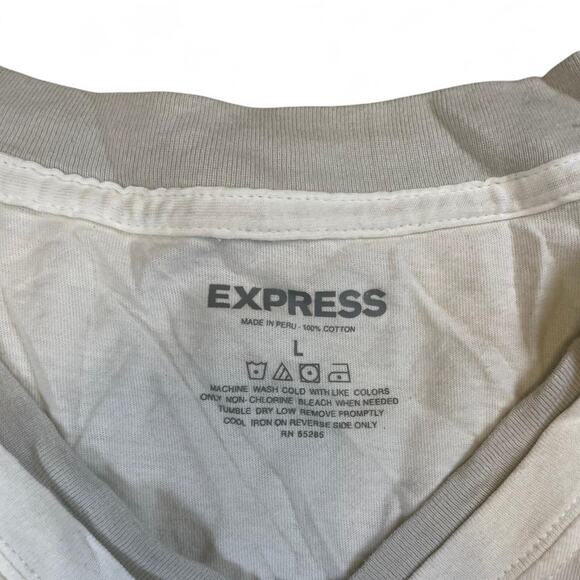 EXPRESS
MADE IN PERU - 100% COTTON
L
MACHINE WASH COLD WITH LIKE COLORS
ONLY NON-CHLORINE BLEACH WHEN NEEDED
TUMBLE DRY LOW REMOVE PROMPTLY
COOL IRON ON REVERSE SIDE ONLY
RN 55285